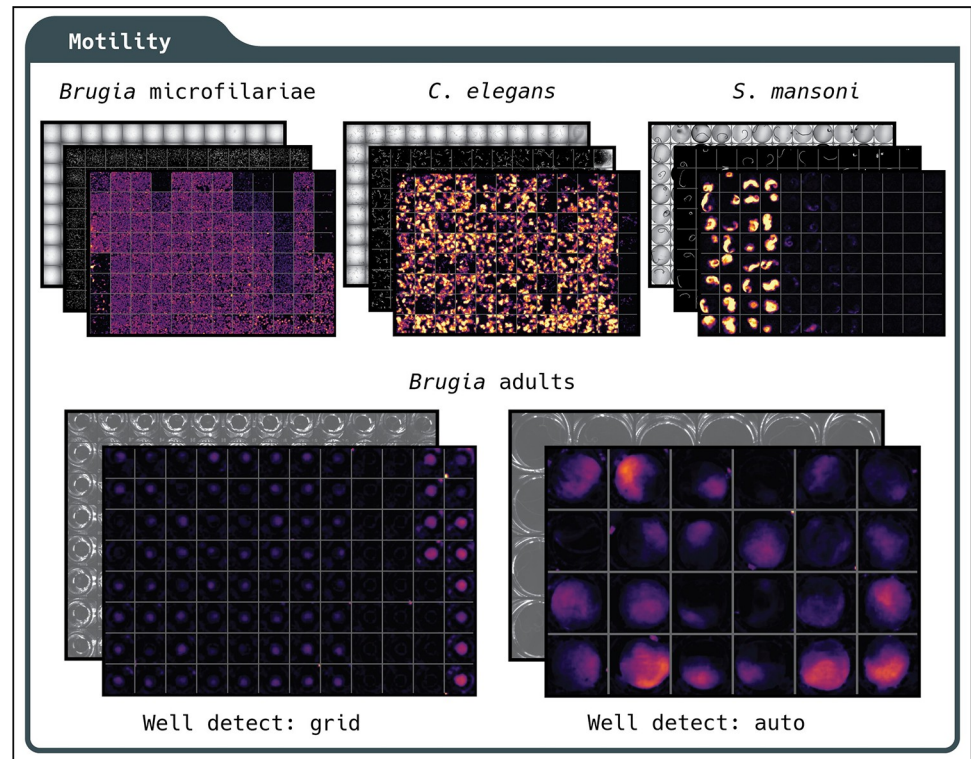 Motility
Brugia microfilariae
C. elegans
S. mansoni
Brugia adults
Well detect: grid
Well detect: auto